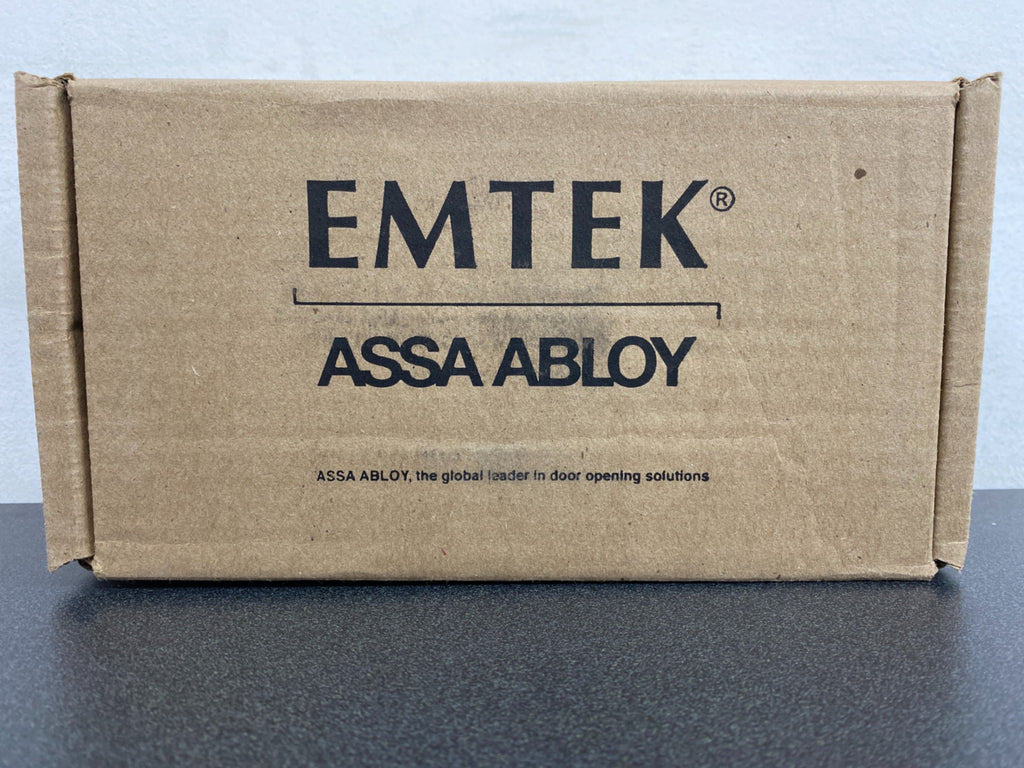 EMTEK®
ASSA ABLOY
ASSA ABLOY, the global leader in door opening solutions